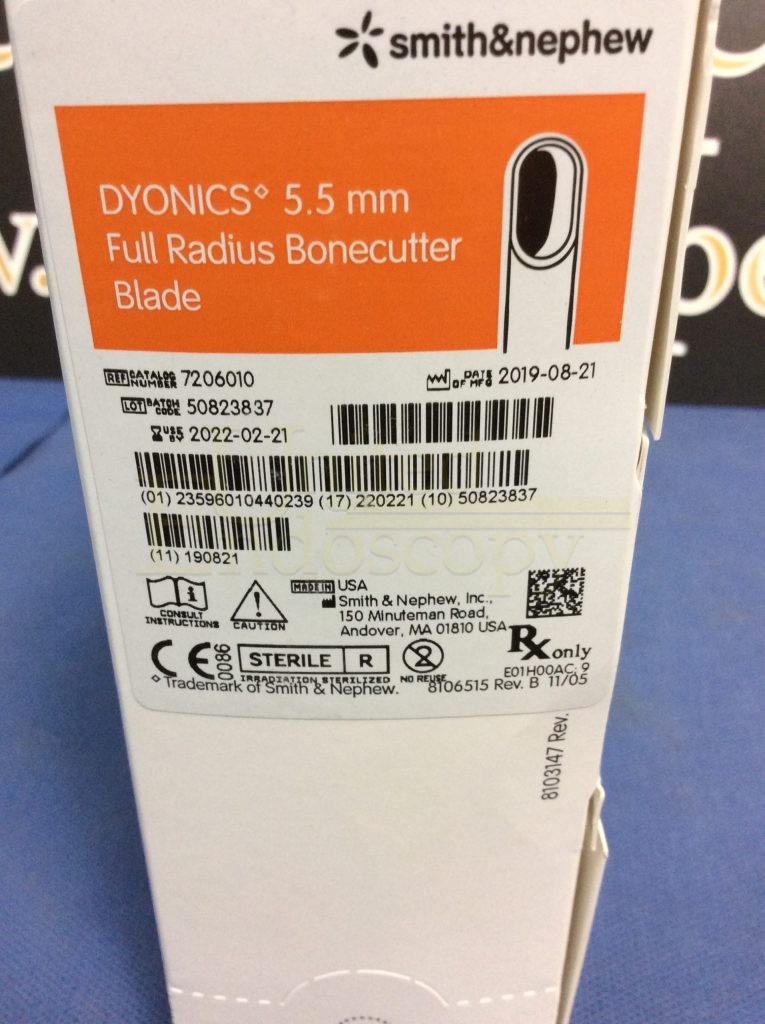 smith&nephew
DYONICS◊ 5.5 mm
Full Radius Bonecutter
Blade
REF CATALOG NUMBER 7206010
DATE OF MFG 2019-08-21
LOT BATCH CODE 50823837
USE BY 2022-02-21
(01) 23596010440239 (17) 220221 (10) 50823837
(11) 190821
endoscopy
CONSULT INSTRUCTIONS
CAUTION
MADE IN USA
Smith & Nephew, Inc.,
150 Minuteman Road,
Andover, MA 01810 USA
Rx only
CE 0086
STERILE R
IRRADIATION STERILIZED
NO REUSE
E01H00AC: 9
◊ Trademark of Smith & Nephew.
8106515 Rev. B 11/05
8103147 Rev.